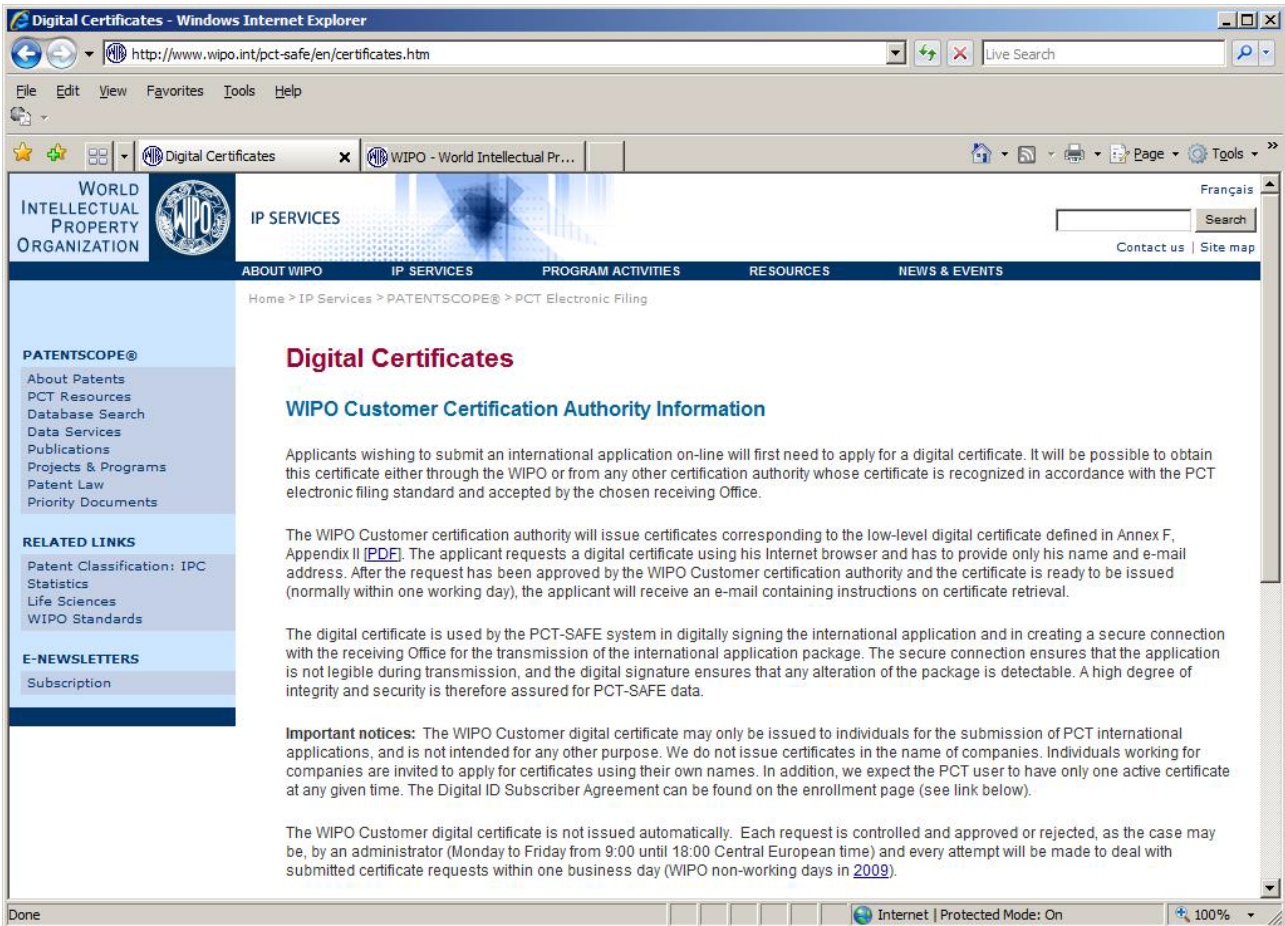 Digital Certificates - Windows Internet Explorer
http://www.wipo.int/pct-safe/en/certificates.htm
Live Search
File Edit View Favorites Tools Help
Digital Certificates
WIPO - World Intellectual Pr...
Page Tools
WORLD
INTELLECTUAL
PROPERTY
ORGANIZATION
WIPO
IP SERVICES
Français
Search
Contact us | Site map
ABOUT WIPO IP SERVICES PROGRAM ACTIVITIES RESOURCES NEWS & EVENTS
Home > IP Services > PATENTSCOPE® > PCT Electronic Filing
PATENTSCOPE®
About Patents
PCT Resources
Database Search
Data Services
Publications
Projects & Programs
Patent Law
Priority Documents
RELATED LINKS
Patent Classification: IPC
Statistics
Life Sciences
WIPO Standards
E-NEWSLETTERS
Subscription
Digital Certificates
WIPO Customer Certification Authority Information
Applicants wishing to submit an international application on-line will first need to apply for a digital certificate. It will be possible to obtain
this certificate either through the WIPO or from any other certification authority whose certificate is recognized in accordance with the PCT
electronic filing standard and accepted by the chosen receiving Office.
The WIPO Customer certification authority will issue certificates corresponding to the low-level digital certificate defined in Annex F,
Appendix II [PDF]. The applicant requests a digital certificate using his Internet browser and has to provide only his name and e-mail
address. After the request has been approved by the WIPO Customer certification authority and the certificate is ready to be issued
(normally within one working day), the applicant will receive an e-mail containing instructions on certificate retrieval.
The digital certificate is used by the PCT-SAFE system in digitally signing the international application and in creating a secure connection
with the receiving Office for the transmission of the international application package. The secure connection ensures that the application
is not legible during transmission, and the digital signature ensures that any alteration of the package is detectable. A high degree of
integrity and security is therefore assured for PCT-SAFE data.
Important notices: The WIPO Customer digital certificate may only be issued to individuals for the submission of PCT international
applications, and is not intended for any other purpose. We do not issue certificates in the name of companies. Individuals working for
companies are invited to apply for certificates using their own names. In addition, we expect the PCT user to have only one active certificate
at any given time. The Digital ID Subscriber Agreement can be found on the enrollment page (see link below).
The WIPO Customer digital certificate is not issued automatically. Each request is controlled and approved or rejected, as the case may
be, by an administrator (Monday to Friday from 9:00 until 18:00 Central European time) and every attempt will be made to deal with
submitted certificate requests within one business day (WIPO non-working days in 2009).
Done
Internet | Protected Mode: On
100%